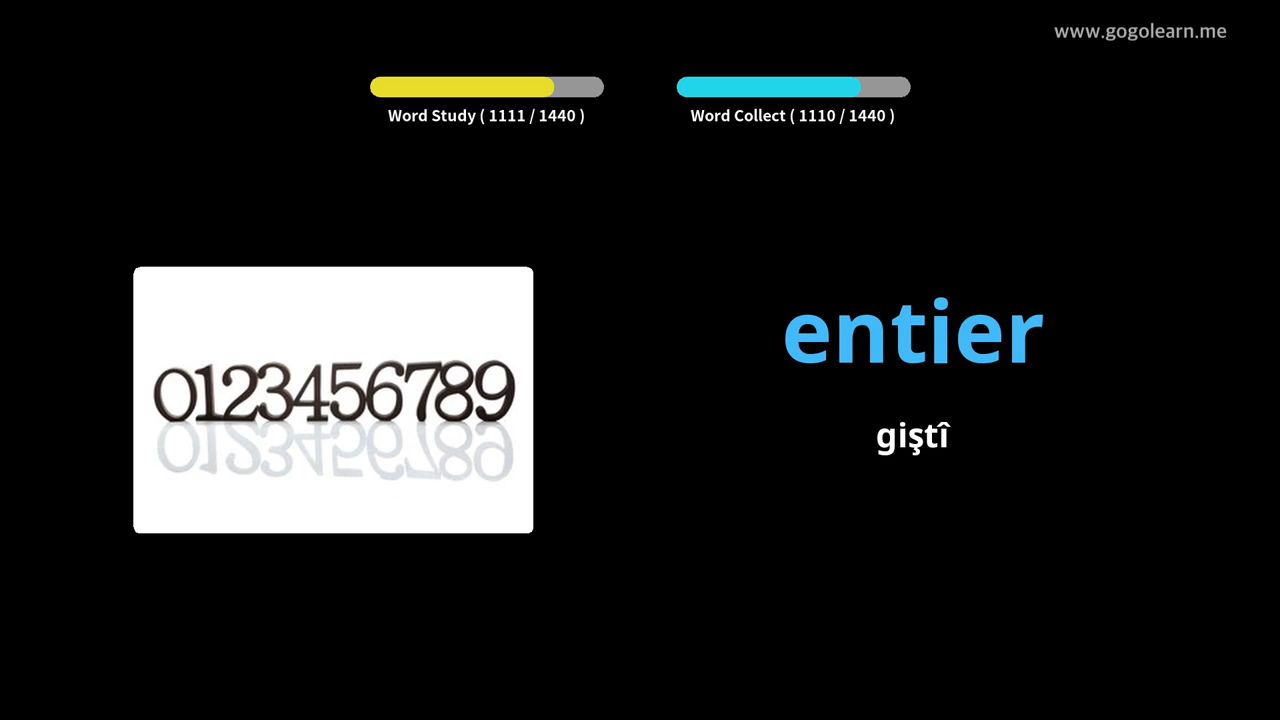 www.gogolearn.me
Word Study ( 1111 / 1440 )
Word Collect ( 1110 / 1440 )
0123456789
entier
giştî